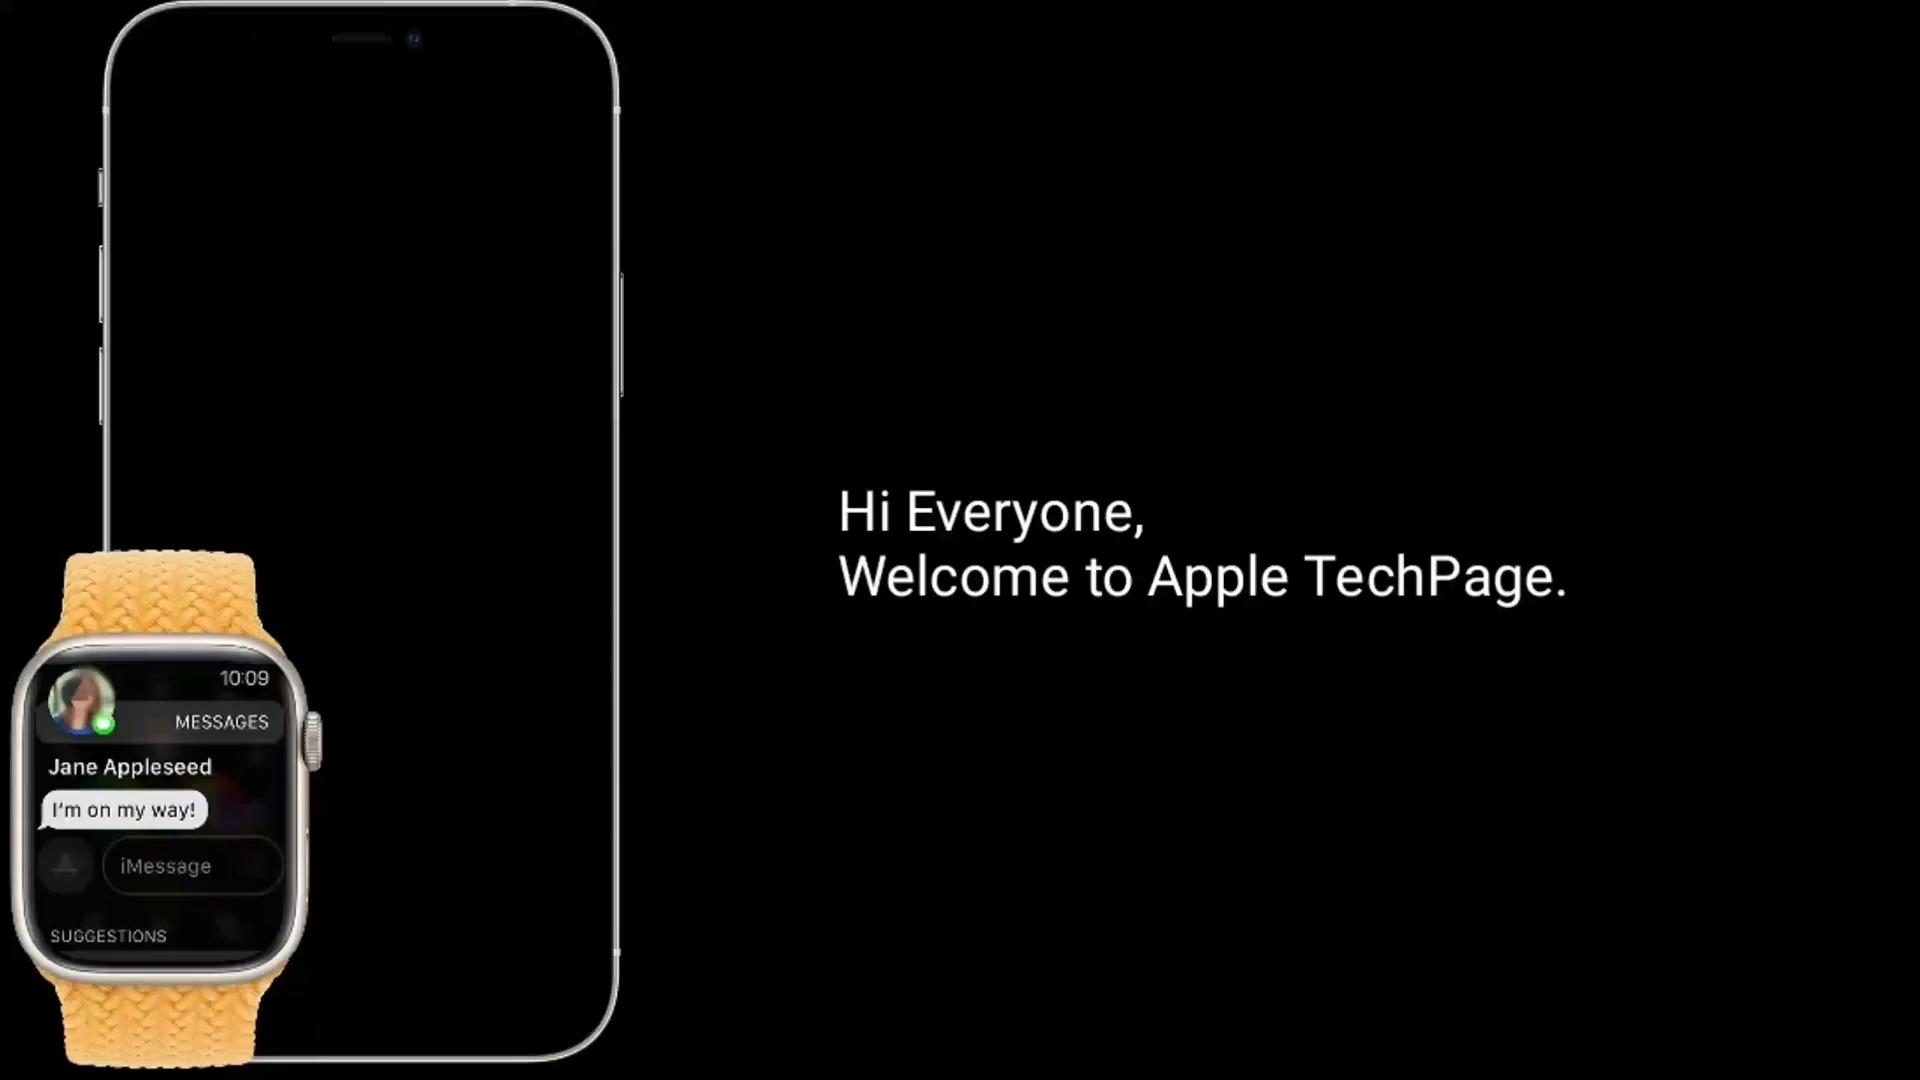 Hi Everyone,
Welcome to Apple TechPage.
10:09
MESSAGES
Jane Appleseed
I'm on my way!
iMessage
SUGGESTIONS